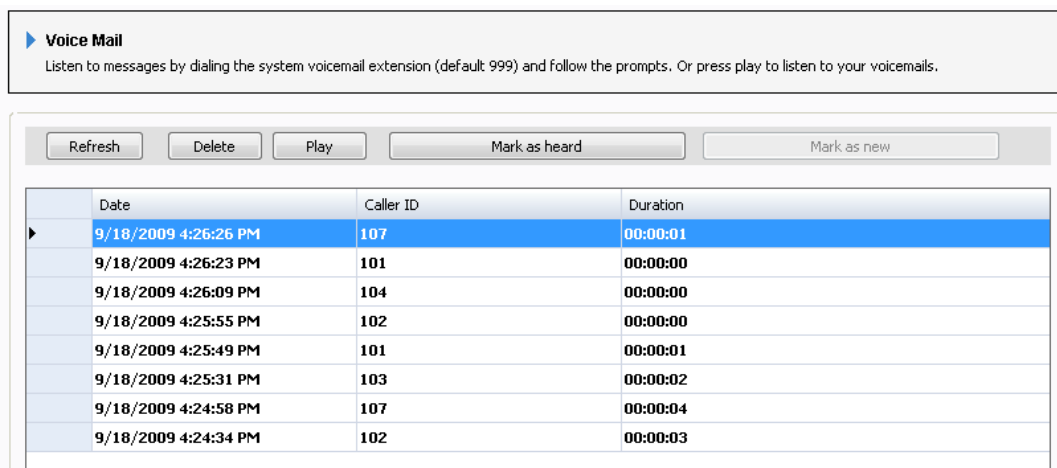 Voice Mail
Listen to messages by dialing the system voicemail extension (default 999) and follow the prompts. Or press play to listen to your voicemails.
Refresh Delete Play Mark as heard Mark as new
Date Caller ID Duration
9/18/2009 4:26:26 PM 107 00:00:01
9/18/2009 4:26:23 PM 101 00:00:00
9/18/2009 4:26:09 PM 104 00:00:00
9/18/2009 4:25:55 PM 102 00:00:00
9/18/2009 4:25:49 PM 101 00:00:01
9/18/2009 4:25:31 PM 103 00:00:02
9/18/2009 4:24:58 PM 107 00:00:04
9/18/2009 4:24:34 PM 102 00:00:03